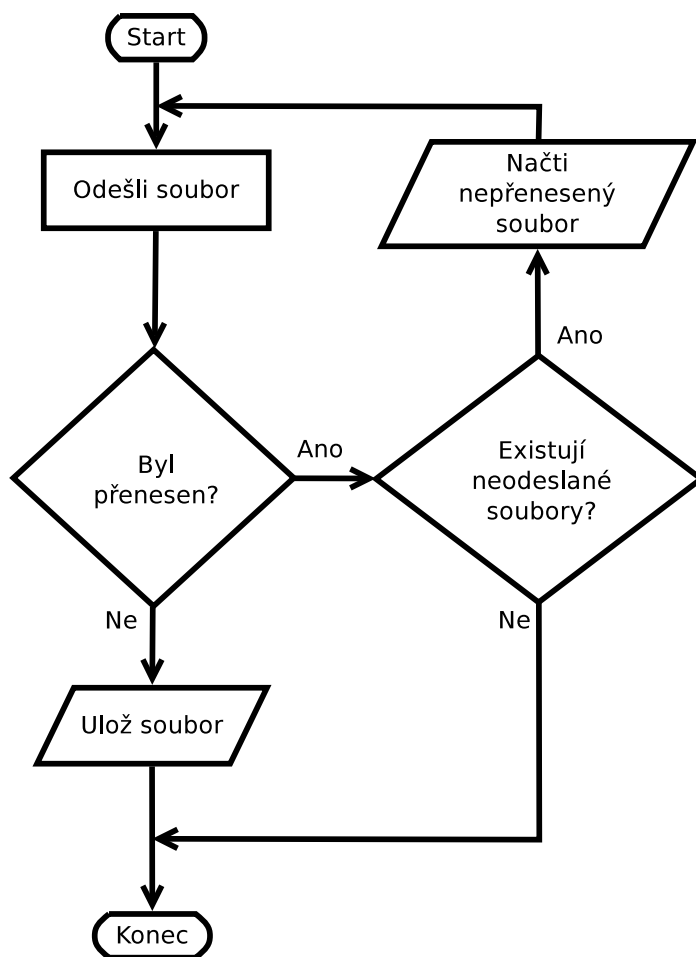 Start
Odešli soubor
Načti
nepřenesený
soubor
Ano
Byl
přenesen?
Ano
Existují
neodeslané
soubory?
Ne
Ne
Ulož soubor
Konec